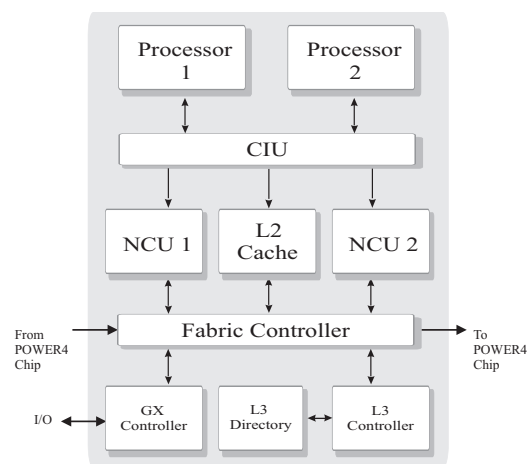 Processor
1
Processor
2
CIU
NCU 1
L2
Cache
NCU 2
From
POWER4
Chip
Fabric Controller
To
POWER4
Chip
I/O
GX
Controller
L3
Directory
L3
Controller